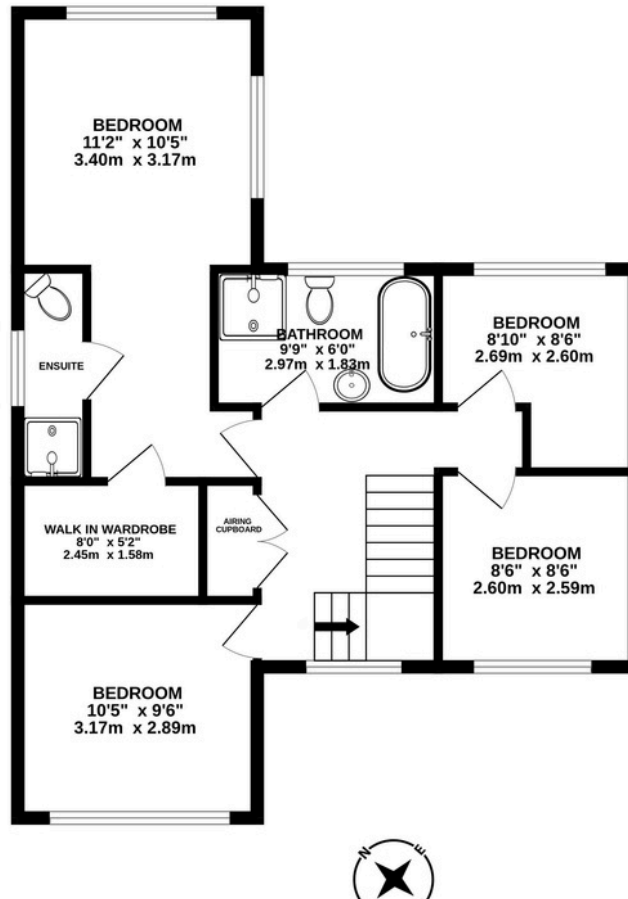 BEDROOM
11'2" x 10'5"
3.40m x 3.17m
ENSUITE
BATHROOM
9'9" x 6'0"
2.97m x 1.83m
BEDROOM
8'10" x 8'6"
2.69m x 2.60m
WALK IN WARDROBE
8'0" x 5'2"
2.45m x 1.58m
AIRING
CUPBOARD
BEDROOM
8'6" x 8'6"
2.60m x 2.59m
BEDROOM
10'5" x 9'6"
3.17m x 2.89m
N
E